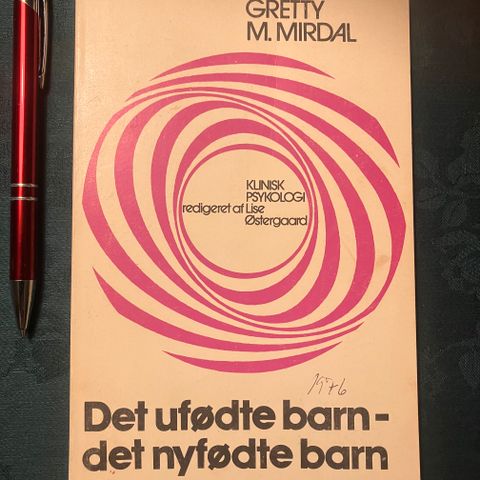 GRETTY
M. MIRDAL
KLINISK
PSYKOLOGI
redigeret af Lise
Østergaard
1976
Det ufødte barn-
det nyfødte barn